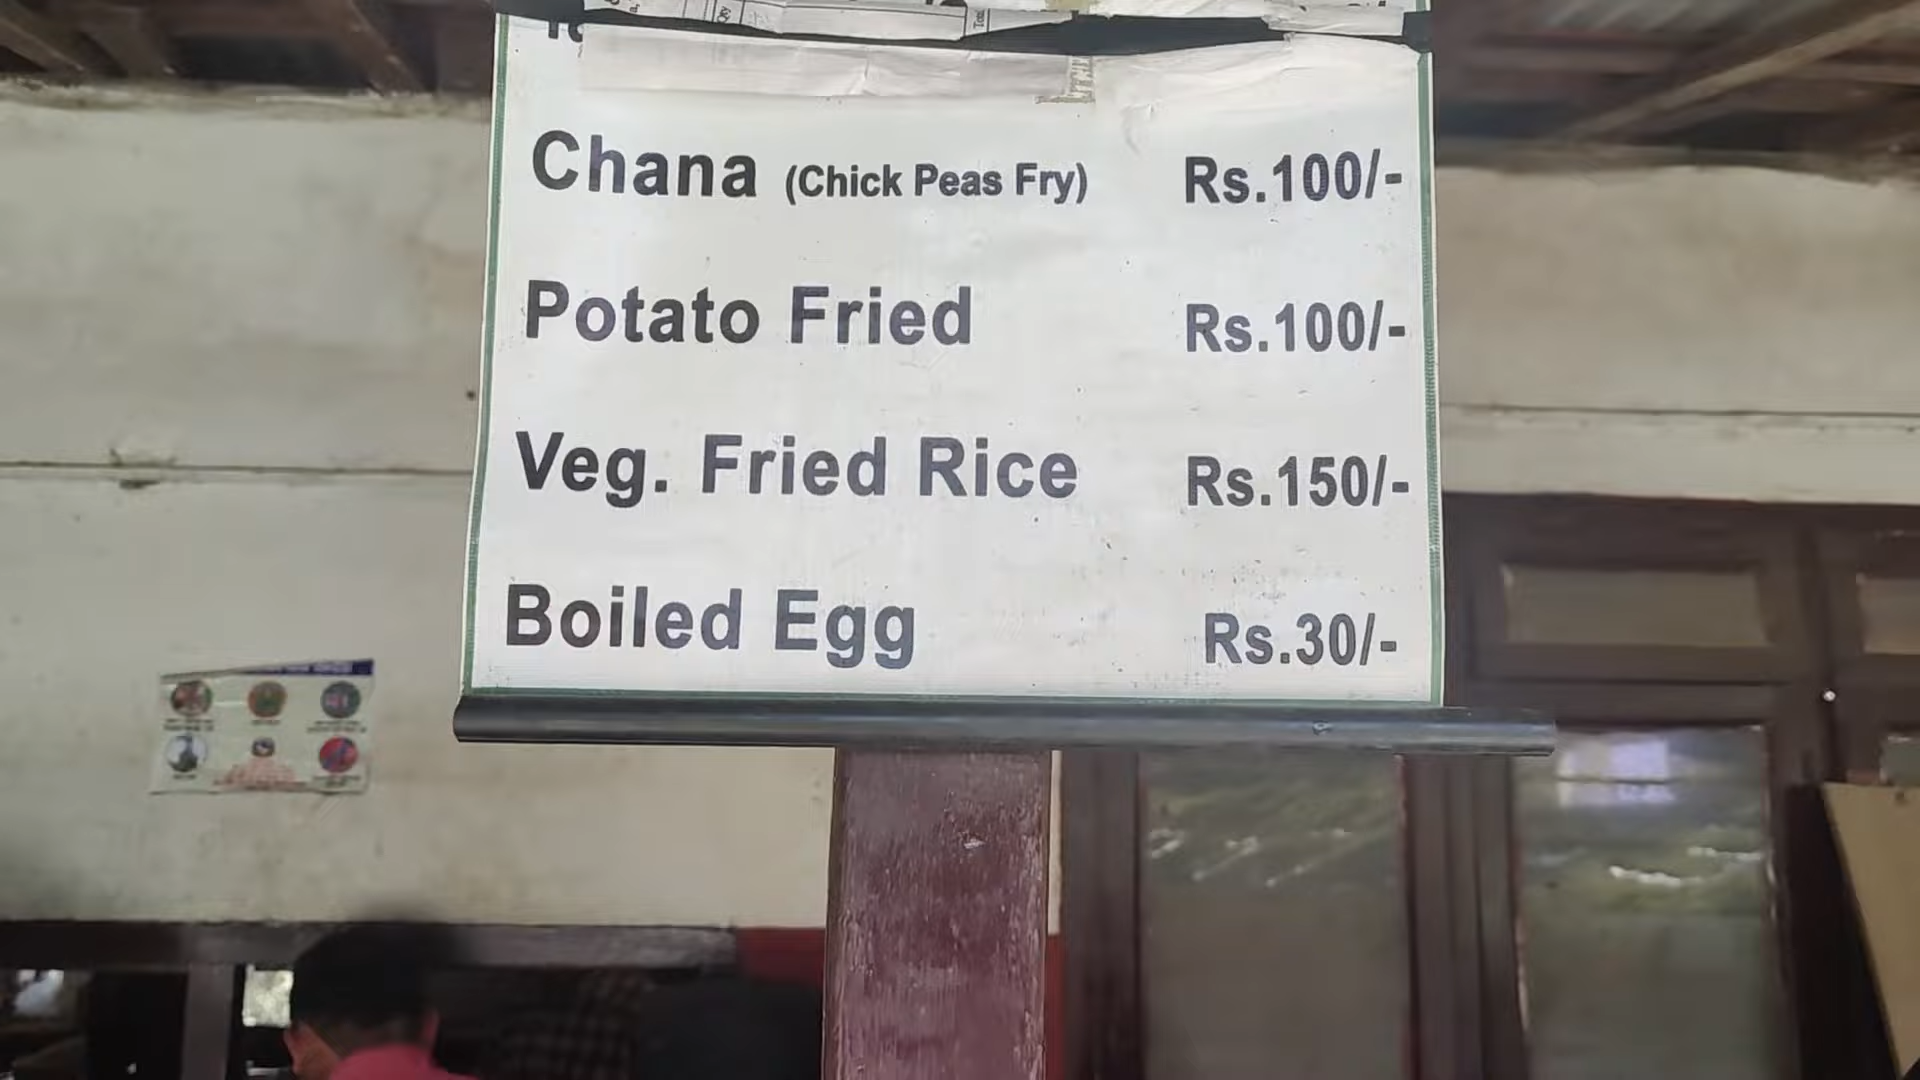 Chana (Chick Peas Fry) Rs.100/-
Potato Fried Rs.100/-
Veg. Fried Rice Rs.150/-
Boiled Egg Rs.30/-